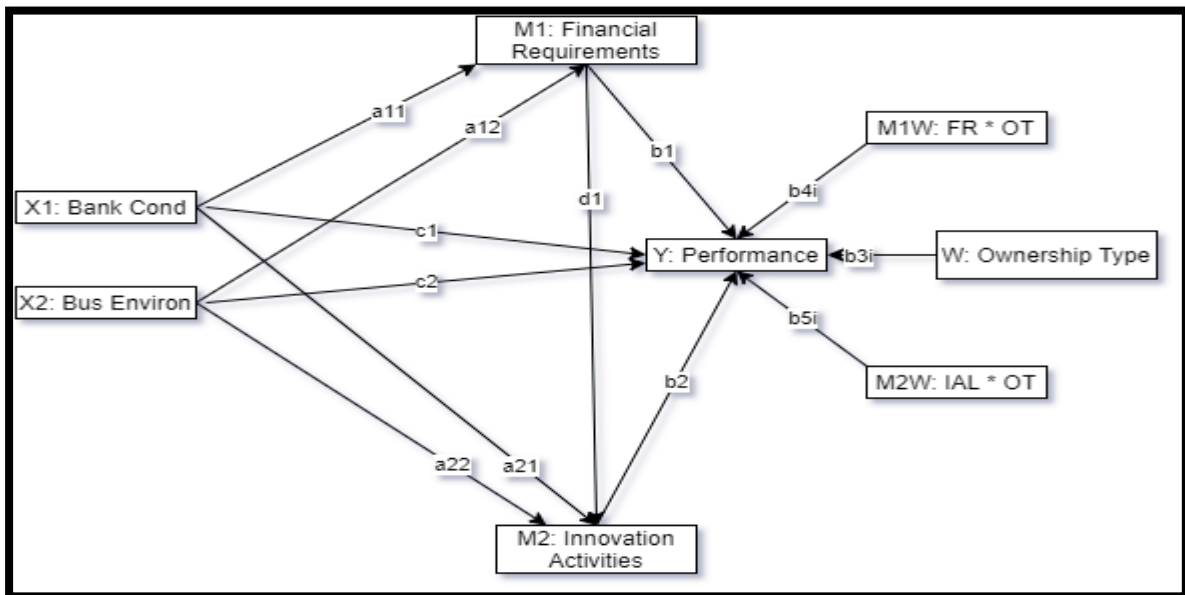 M1: Financial
Requirements
a11
a12
M1W: FR * OT
b1
b4i
d1
X1: Bank Cond
c1
Y: Performance
b3i
W: Ownership Type
c2
X2: Bus Environ
b5i
b2
M2W: IAL * OT
a22
a21
M2: Innovation
Activities